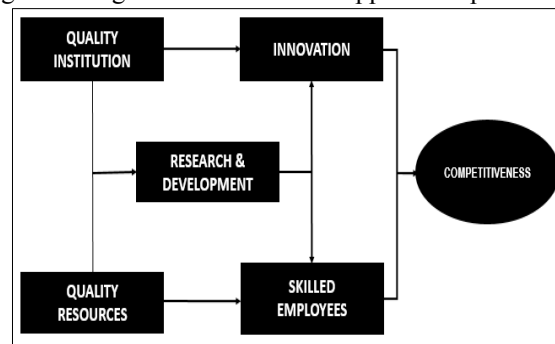 QUALITY
INSTITUTION
INNOVATION
RESEARCH &
DEVELOPMENT
COMPETITIVENESS
QUALITY
RESOURCES
SKILLED
EMPLOYEES